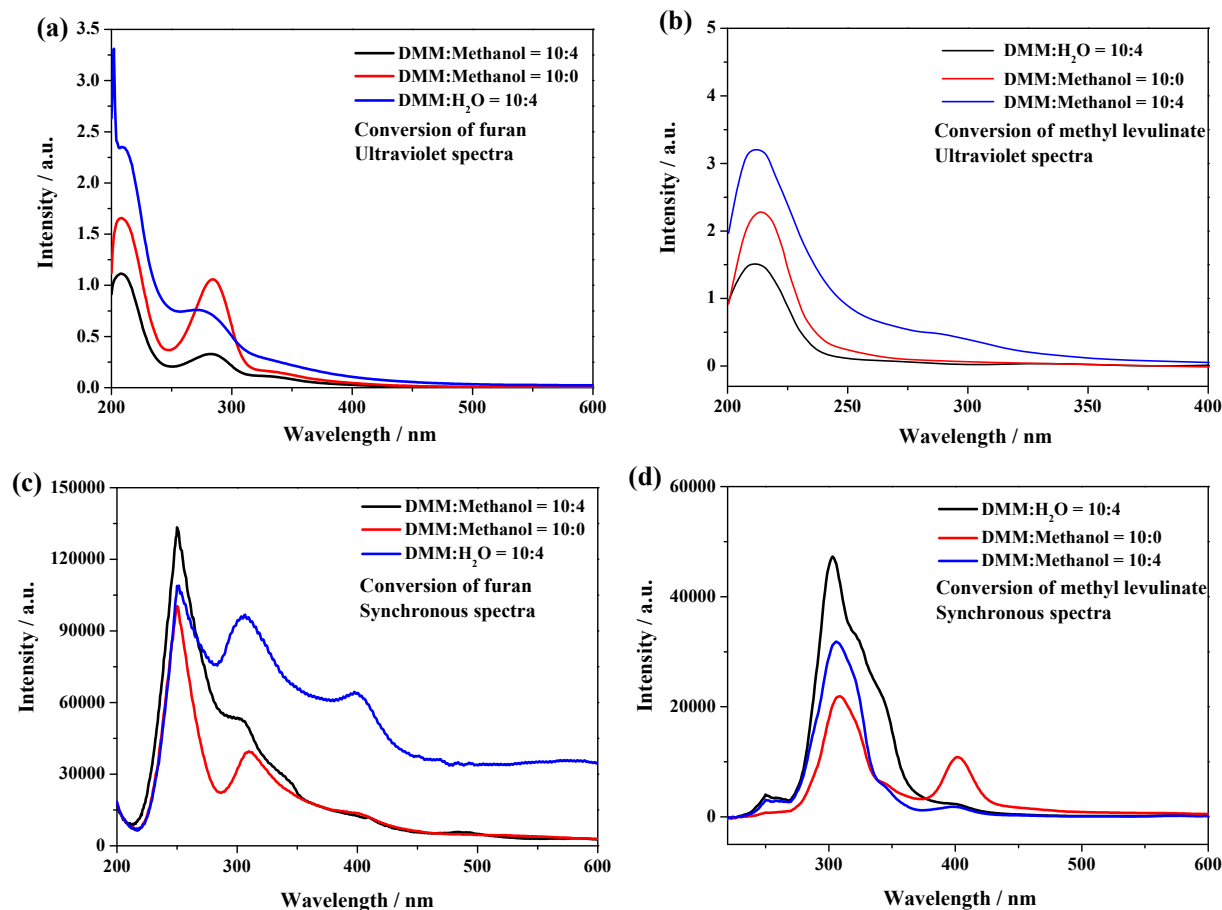 (a)
DMM:Methanol = 10:4
DMM:Methanol = 10:0
DMM:H₂O = 10:4
Conversion of furan
Ultraviolet spectra
Intensity / a.u.
3.5
3.0
2.5
2.0
1.5
1.0
0.5
0.0
200
300
400
500
600
Wavelength / nm
(b)
DMM:H₂O = 10:4
DMM:Methanol = 10:0
DMM:Methanol = 10:4
Conversion of methyl levulinate
Ultraviolet spectra
Intensity / a.u.
5
4
3
2
1
0
200
250
300
350
400
Wavelength / nm
(c)
DMM:Methanol = 10:4
DMM:Methanol = 10:0
DMM:H₂O = 10:4
Conversion of furan
Synchronous spectra
Intensity / a.u.
150000
120000
90000
60000
30000
0
200
300
400
500
600
Wavelength / nm
(d)
DMM:H₂O = 10:4
DMM:Methanol = 10:0
DMM:Methanol = 10:4
Conversion of methyl levulinate
Synchronous spectra
Intensity / a.u.
60000
40000
20000
0
300
400
500
600
Wavelength / nm